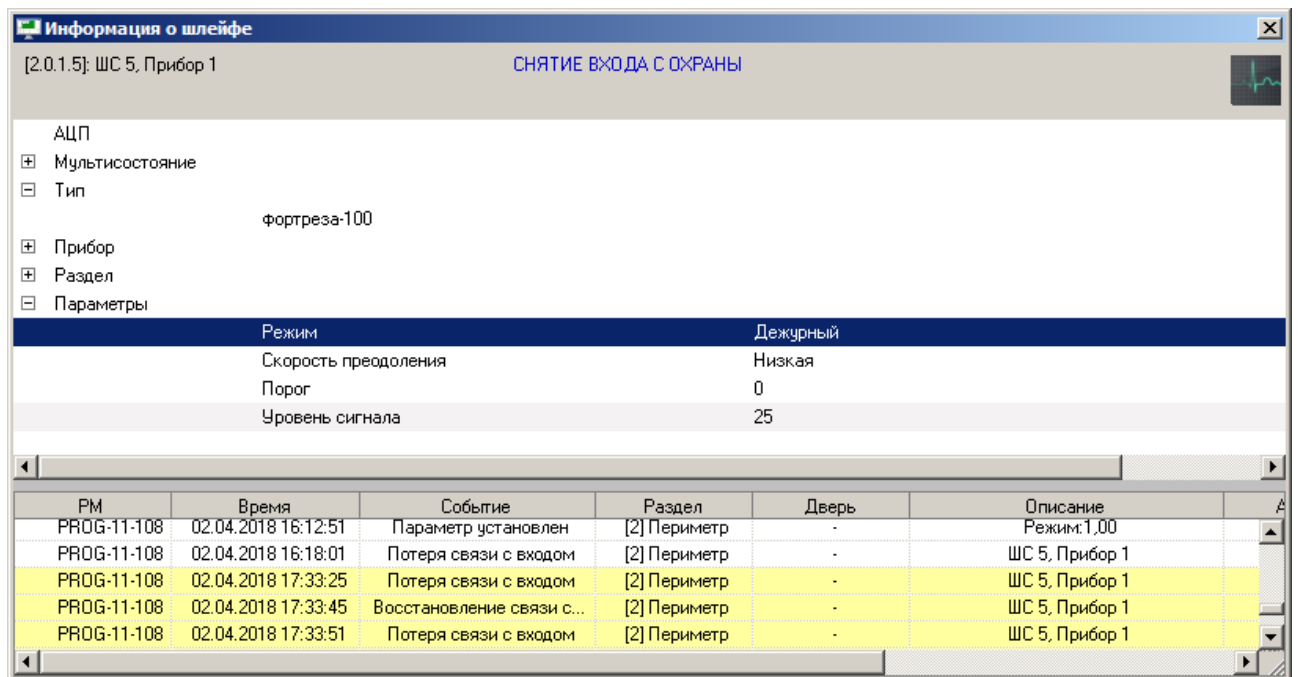 Информация о шлейфе
[2.0.1.5]: ШС 5, Прибор 1 СНЯТИЕ ВХОДА С ОХРАНЫ
АЦП
Мультисостояние
Тип
фортреза-100
Прибор
Раздел
Параметры
Режим Дежурный
Скорость преодоления Низкая
Порог 0
Уровень сигнала 25
РМ Время Событие Раздел Дверь Описание А
PROG-11-108 02.04.2018 16:12:51 Параметр установлен [2] Периметр - Режим:1,00
PROG-11-108 02.04.2018 16:18:01 Потеря связи с входом [2] Периметр - ШС 5, Прибор 1
PROG-11-108 02.04.2018 17:33:25 Потеря связи с входом [2] Периметр - ШС 5, Прибор 1
PROG-11-108 02.04.2018 17:33:45 Восстановление связи с... [2] Периметр - ШС 5, Прибор 1
PROG-11-108 02.04.2018 17:33:51 Потеря связи с входом [2] Периметр - ШС 5, Прибор 1